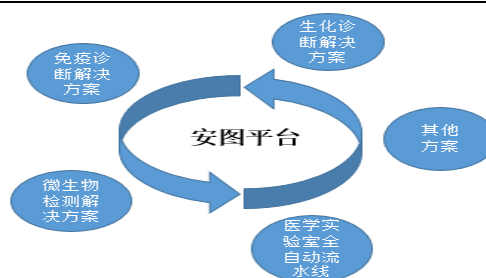 生化诊
断解决
方案
免疫诊
断解决
方案
安图平台
其他
方案
微生物
检测解
决方案
医学实
验室全
自动流
水线